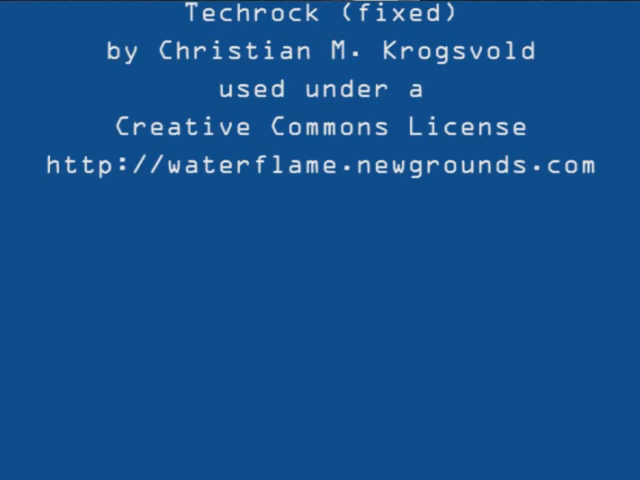 Techrock (fixed)
by Christian M. Krogsvold
used under a
Creative Commons License
http://waterflame.newgrounds.com